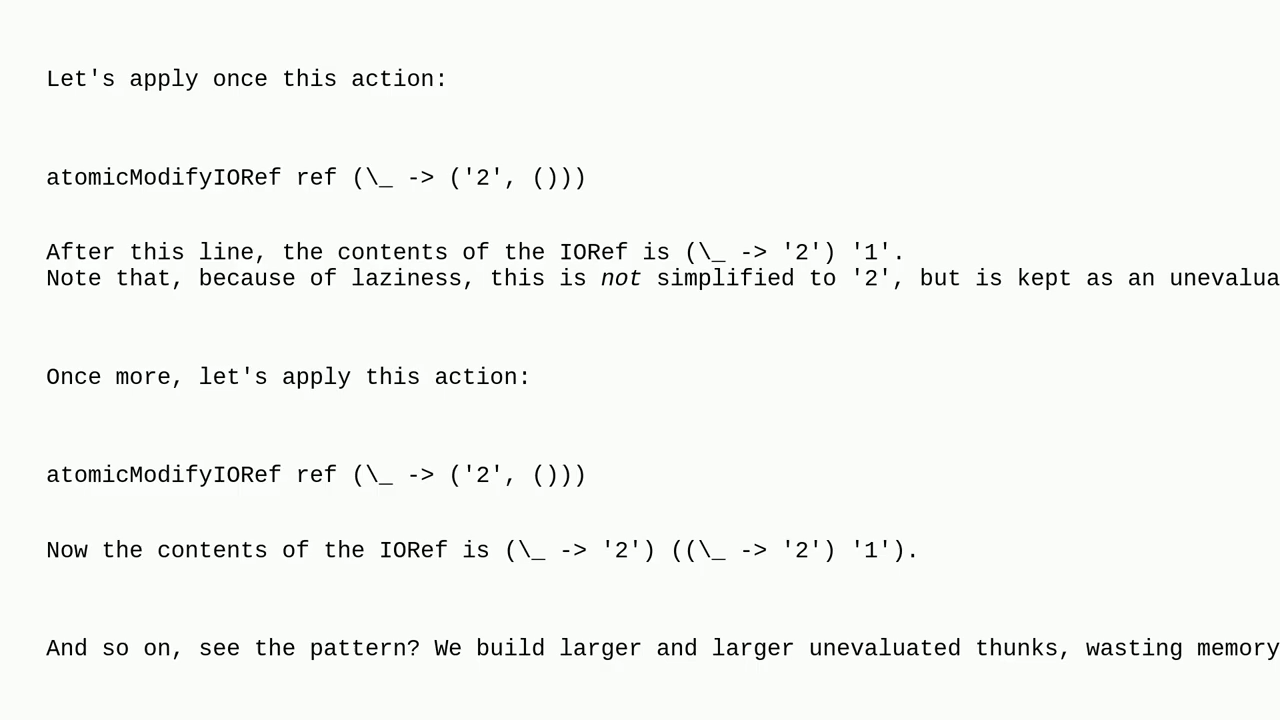 Let's apply once this action:
atomicModifyIORef ref (\_ -> ('2', ()))
After this line, the contents of the IORef is (\_ -> '2') '1'.
Note that, because of laziness, this is not simplified to '2', but is kept as an unevalua
Once more, let's apply this action:
atomicModifyIORef ref (\_ -> ('2', ()))
Now the contents of the IORef is (\_ -> '2') ((\_ -> '2') '1').
And so on, see the pattern? We build larger and larger unevaluated thunks, wasting memory